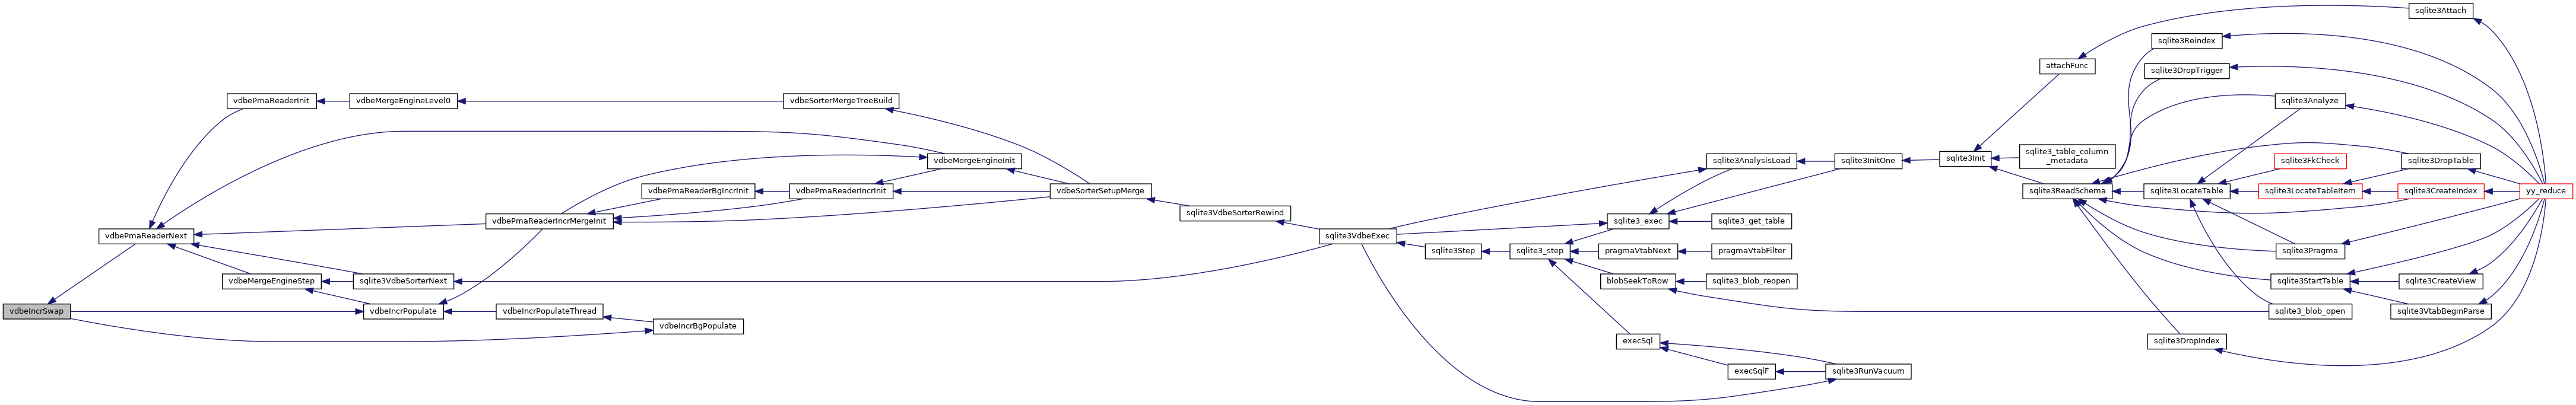 vdbeIncrSwap
vdbePmaReaderNext
vdbePmaReaderInit
vdbeMergeEngineStep
vdbeMergeEngineLevel0
sqlite3VdbeSorterNext
vdbeIncrPopulate
vdbePmaReaderIncrMergeInit
vdbeIncrPopulateThread
vdbePmaReaderBgIncrInit
vdbeIncrBgPopulate
vdbeSorterMergeTreeBuild
vdbePmaReaderIncrInit
vdbeMergeEngineInit
vdbeSorterSetupMerge
sqlite3VdbeSorterRewind
sqlite3VdbeExec
sqlite3Step
sqlite3_step
sqlite3_exec
pragmaVtabNext
blobSeekToRow
execSql
sqlite3AnalysisLoad
sqlite3_get_table
pragmaVtabFilter
sqlite3_blob_reopen
execSqlF
sqlite3InitOne
sqlite3RunVacuum
sqlite3Init
attachFunc
sqlite3_table_column
_metadata
sqlite3ReadSchema
sqlite3Reindex
sqlite3DropTrigger
sqlite3LocateTable
sqlite3DropIndex
sqlite3Analyze
sqlite3FkCheck
sqlite3LocateTableItem
sqlite3Pragma
sqlite3StartTable
sqlite3_blob_open
sqlite3Attach
sqlite3DropTable
sqlite3CreateIndex
sqlite3CreateView
sqlite3VtabBeginParse
yy_reduce